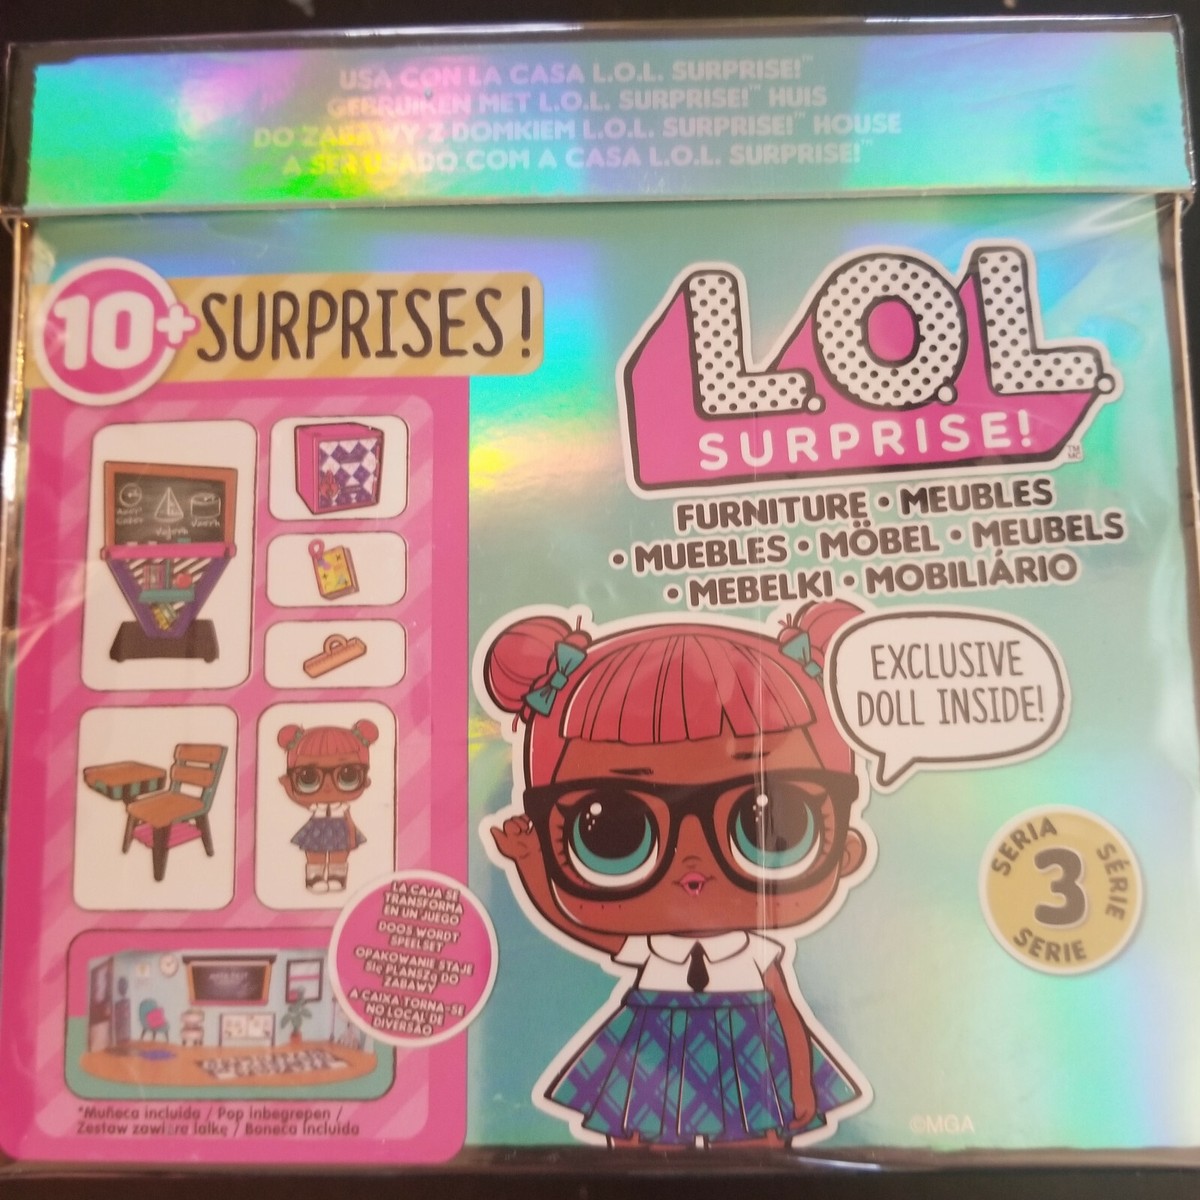 USA CON LA CASA L.O.L. SURPRISE!™
GEBRUIKEN MET L.O.L. SURPRISE!™ HUIS
DO ZABAWY Z DOMKIEM L.O.L. SURPRISE!™ HOUSE
A SER USADO COM A CASA L.O.L. SURPRISE!™
10+ SURPRISES!
L.O.L.
SURPRISE!
™
MC
FURNITURE • MEUBLES
• MUEBLES • MÖBEL • MEUBELS
• MEBELKI • MOBILIÁRIO
EXCLUSIVE
DOLL INSIDE!
SERIA
SÉRIE
3
SERIE
LA CAJA SE
TRANSFORMA
EN UN JUEGO
DOOS WORDT
SPEELSET
OPAKOWANIE STAJE
SIĘ PLANSZĄ DO
ZABAWY
A CAIXA TORNA-SE
NO LOCAL DE
DIVERSÃO
*Muñeca incluida / Pop inbegrepen /
Zestaw zawiera lalkę / Boneca incluída
©MGA